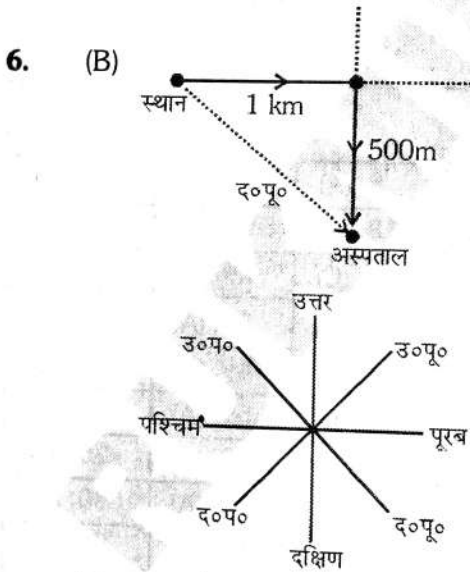 6. (B)
स्थान
1 km
500m
द०पू०
अस्पताल
उत्तर
उ०प०
उ०पू०
पश्चिम
पूरब
द०प०
द०पू०
दक्षिण